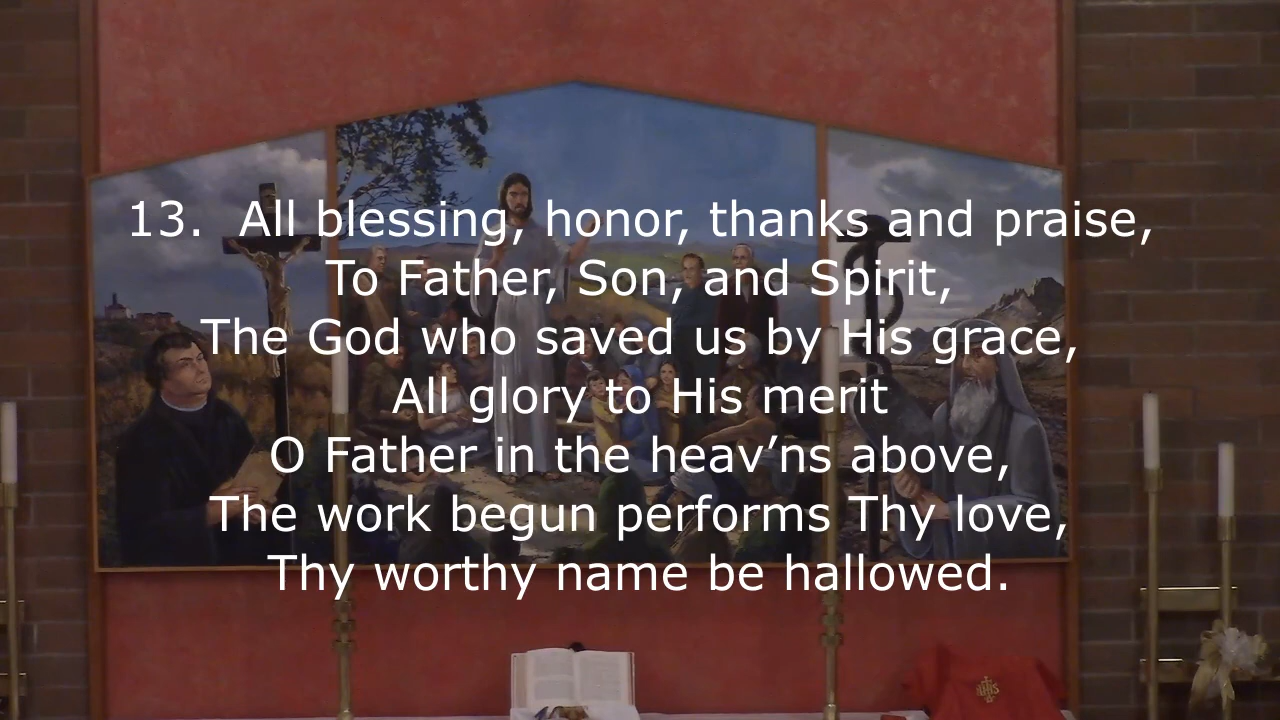 13. All blessing, honor, thanks and praise,
To Father, Son, and Spirit,
The God who saved us by His grace,
All glory to His merit
O Father in the heav’ns above,
The work begun performs Thy love,
Thy worthy name be hallowed.